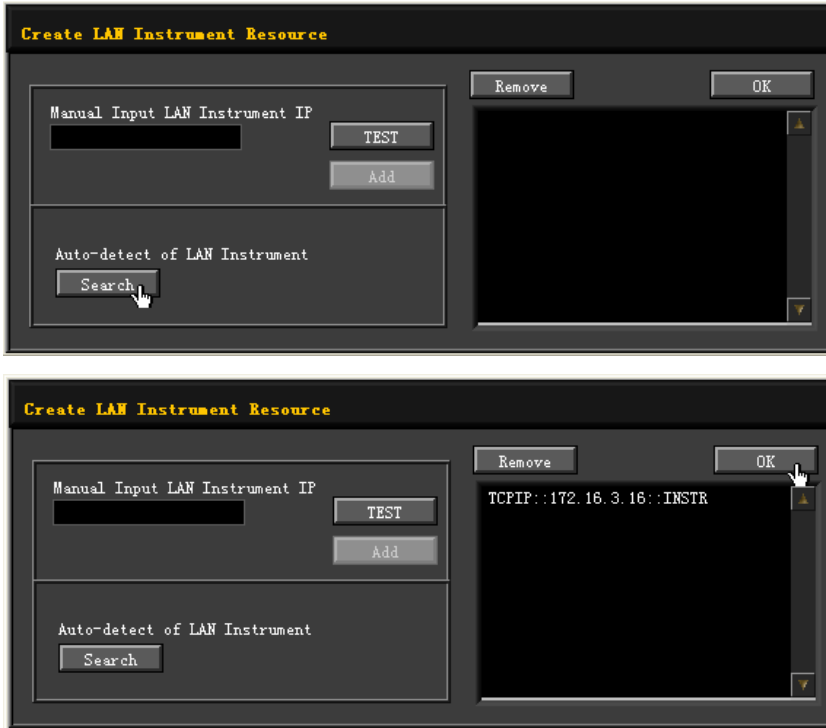 Create LAN Instrument Resource
Remove
OK
Manual Input LAN Instrument IP
TEST
Add
Auto-detect of LAN Instrument
Search
Create LAN Instrument Resource
Remove
OK
Manual Input LAN Instrument IP
TCPIP::172.16.3.16::INSTR
TEST
Add
Auto-detect of LAN Instrument
Search